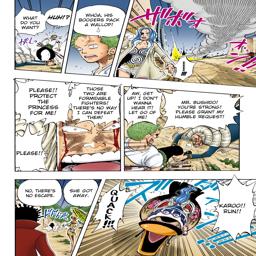 WHAT DO YOU WANT?
HUH!?
WHOA, HIS BOOGERS PACK A WALLOP!
PLEASE!! PROTECT THE PRINCESS FOR ME!
PLEASE!!
THOSE TWO ARE FORMIDABLE FIGHTERS! THERE'S NO WAY I CAN DEFEAT THEM!
AW, GET UP! I DON'T WANNA HEAR IT! LET GO OF ME!
MR. BUSHIDO! YOU'RE STRONG! PLEASE GRANT MY HUMBLE REQUEST!
NO, THERE'S NO ESCAPE.
SHE GOT AWAY.
QUACK!!!
KAROO!! RUN!!